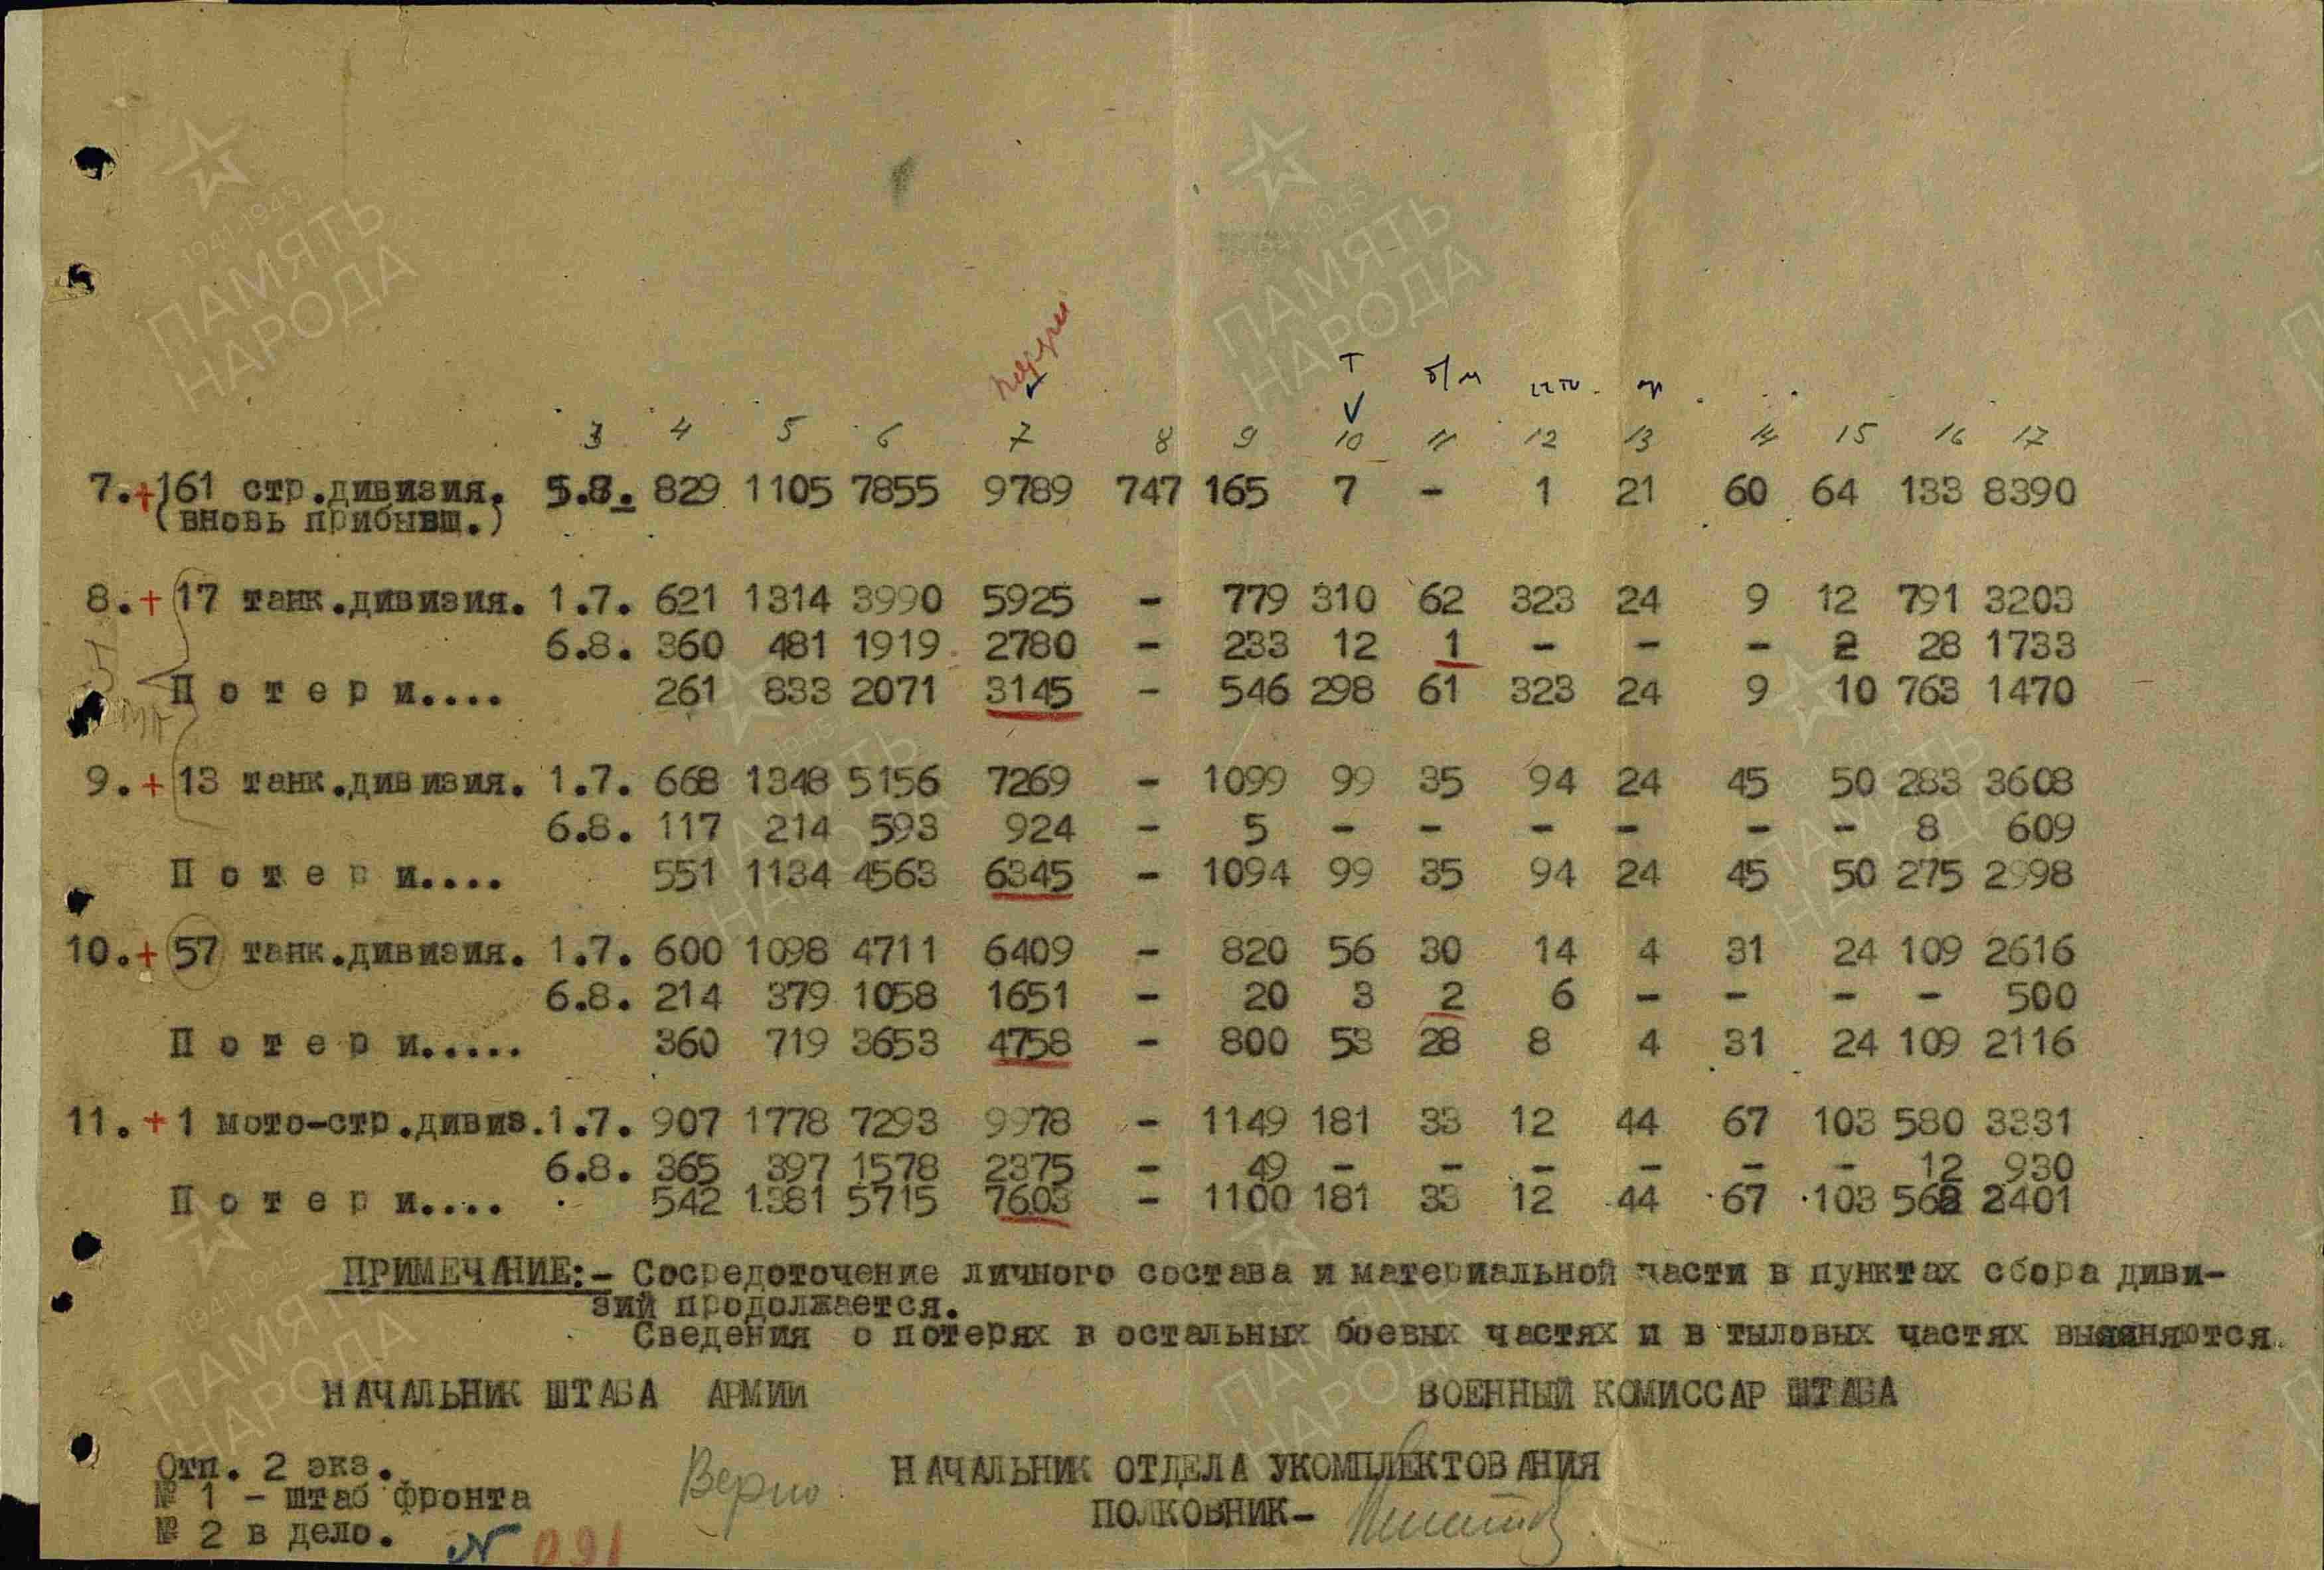 Т б/м ор
3 4 5 6 7 8 9 10 11 12 13 14 15 16 17
7.+161 стр.дивизия. 5.8. 829 1105 7855 9789 747 165 7 - 1 21 60 64 133 8390
(вновь прибывш.)
8.+ 17 танк.дивизия. 1.7. 621 1314 3990 5925 - 779 310 62 323 24 9 12 791 3203
6.8. 360 481 1919 2780 - 233 12 1 - - - 2 28 1733
П о т е р и.... 261 833 2071 3145 - 546 298 61 323 24 9 10 763 1470
9.+ 13 танк.дивизия. 1.7. 668 1348 5156 7269 - 1099 99 35 94 24 45 50 283 3608
6.8. 117 214 593 924 - 5 - - - - - - 8 609
П о т е р и.... 551 1134 4563 6345 - 1094 99 35 94 24 45 50 275 2998
10.+ 57 танк.дивизия. 1.7. 600 1098 4711 6409 - 820 56 30 14 4 31 24 109 2616
6.8. 214 379 1058 1651 - 20 3 2 6 - - - - 500
П о т е р и..... 360 719 3653 4758 - 800 53 28 8 4 31 24 109 2116
11.+ 1 мото-стр.дивиз. 1.7. 907 1778 7293 9978 - 1149 181 33 12 44 67 103 580 3331
6.8. 365 397 1578 2375 - 49 - - - - - - 12 930
П о т е р и.... 542 1381 5715 7603 - 1100 181 33 12 44 67 103 562 2401
ПРИМЕЧАНИЕ:- Сосредоточение личного состава и материальной части в пунктах сбора диви-
зий продолжается.
Сведения о потерях в остальных боевых частях и в тыловых частях выясняются.
НАЧАЛЬНИК ШТАБА АРМИИ ВОЕННЫЙ КОМИССАР ШТАБА
Отп. 2 экз.
№ 1 - штаб фронта
№ 2 в дело.
N 091
Верно
НАЧАЛЬНИК ОТДЕЛА УКОМПЛЕКТОВАНИЯ
ПОЛКОВНИК-
1941-1945
ПАМЯТЬ
НАРОДА